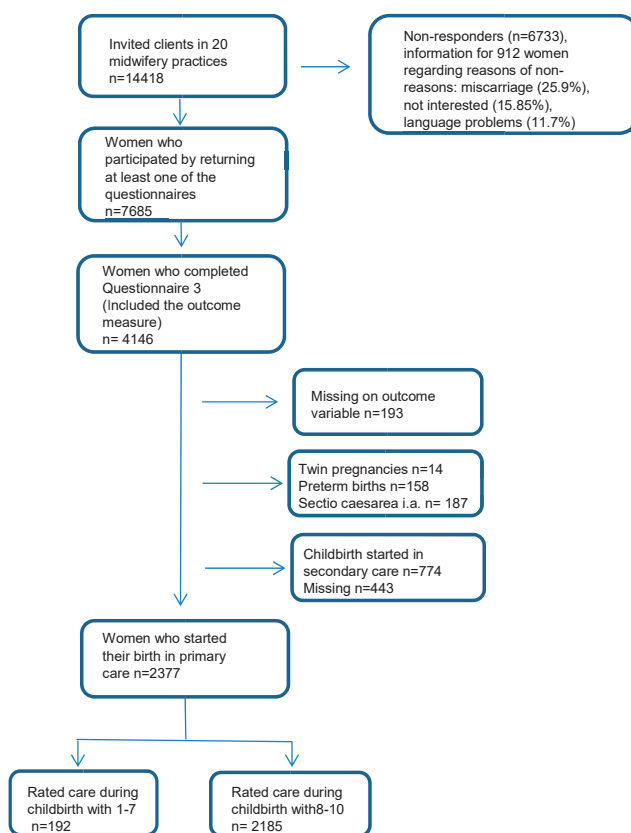 Invited clients in 20
midwifery practices
n=14418
Non-responders (n=6733),
information for 912 women
regarding reasons of non-
reasons: miscarriage (25.9%),
not interested (15.85%),
language problems (11.7%)
Women who
participated by returning
at least one of the
questionnaires
n=7685
Women who completed
Questionnaire 3
(Included the outcome
measure)
n= 4146
Missing on outcome
variable n=193
Twin pregnancies n=14
Preterm births n=158
Sectio caesarea i.a. n= 187
Childbirth started in
secondary care n=774
Missing n=443
Women who started
their birth in primary
care n=2377
Rated care during
childbirth with 1-7
n=192
Rated care during
childbirth with8-10
n= 2185